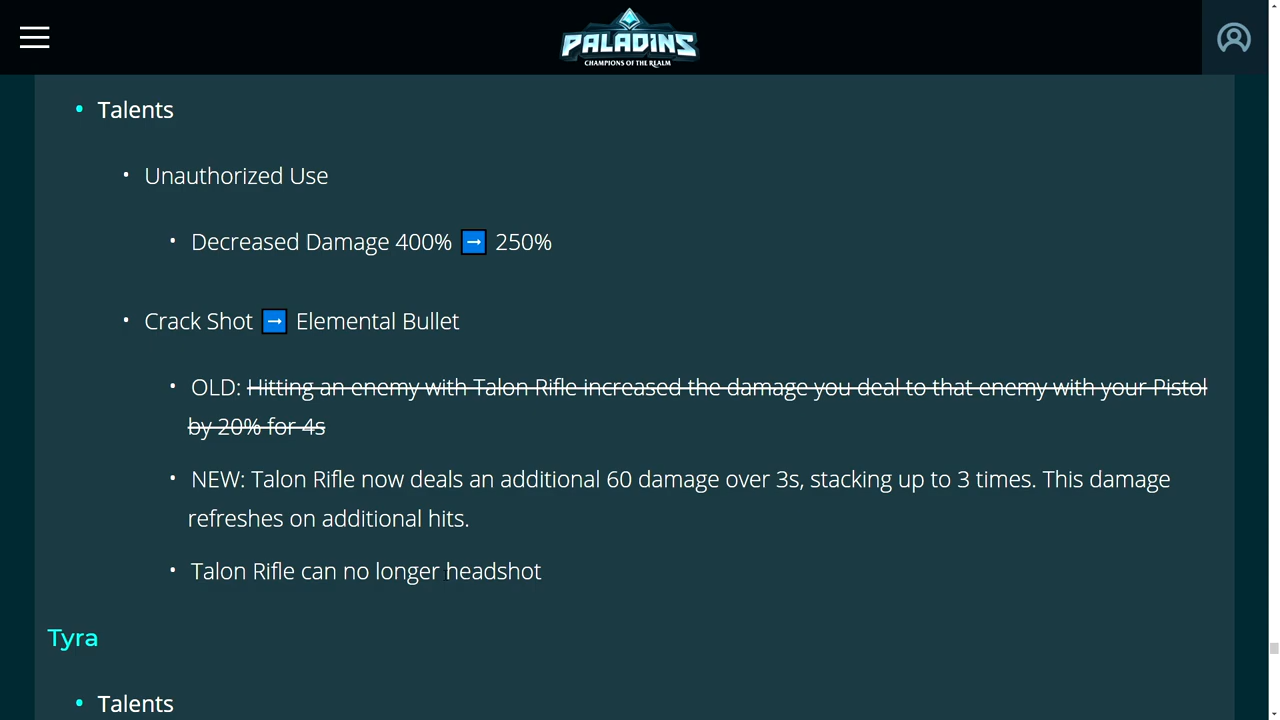 PALADINS
CHAMPIONS OF THE REALM
• Talents
• Unauthorized Use
• Decreased Damage 400% ➡ 250%
• Crack Shot ➡ Elemental Bullet
• OLD: Hitting an enemy with Talon Rifle increased the damage you deal to that enemy with your Pistol
by 20% for 4s
• NEW: Talon Rifle now deals an additional 60 damage over 3s, stacking up to 3 times. This damage
refreshes on additional hits.
• Talon Rifle can no longer headshot
Tyra
• Talents